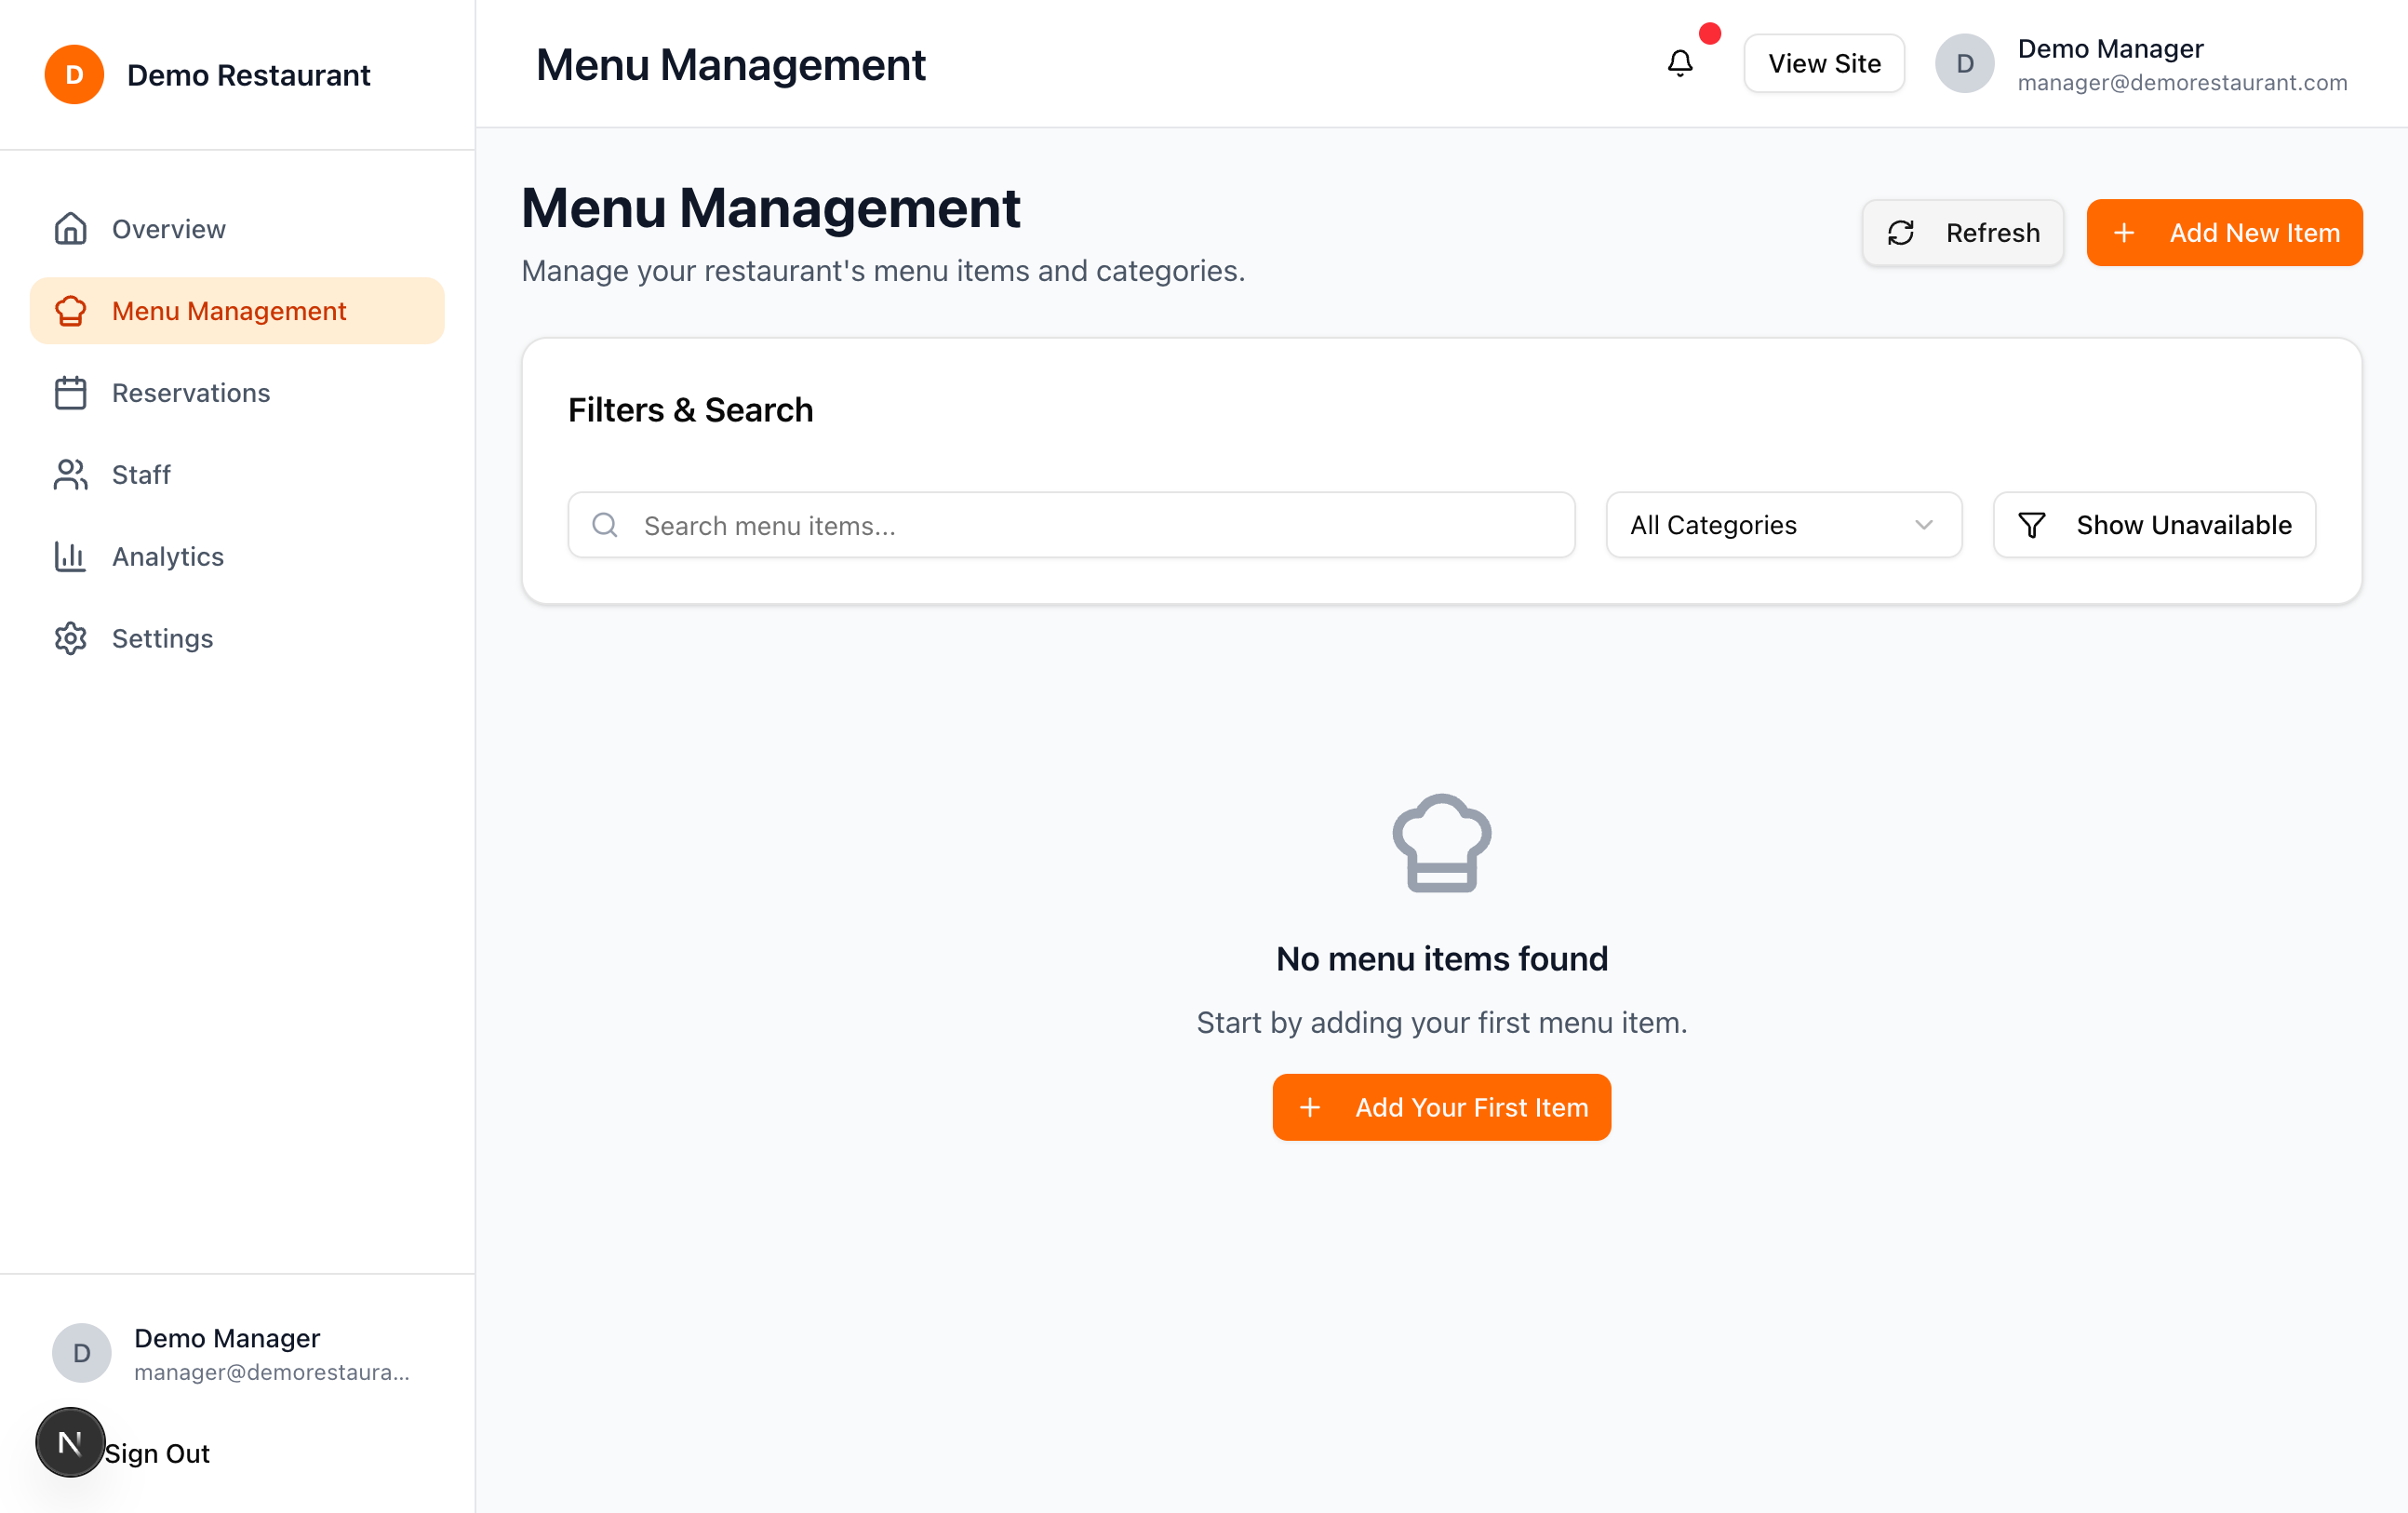 D
Demo Restaurant
Overview
Menu Management
Reservations
Staff
Analytics
Settings
D
Demo Manager
manager@demorestaura...
N
Sign Out
Menu Management
View Site
D
Demo Manager
manager@demorestaurant.com
Menu Management
Manage your restaurant's menu items and categories.
Refresh
Add New Item
Filters & Search
Search menu items...
All Categories
Show Unavailable
No menu items found
Start by adding your first menu item.
Add Your First Item